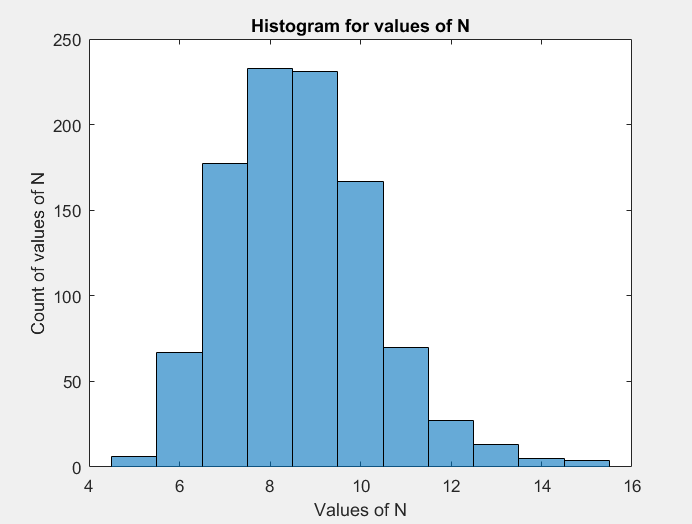 Histogram for values of N
250
200
150
100
50
0
Count of values of N
4 6 8 10 12 14 16
Values of N